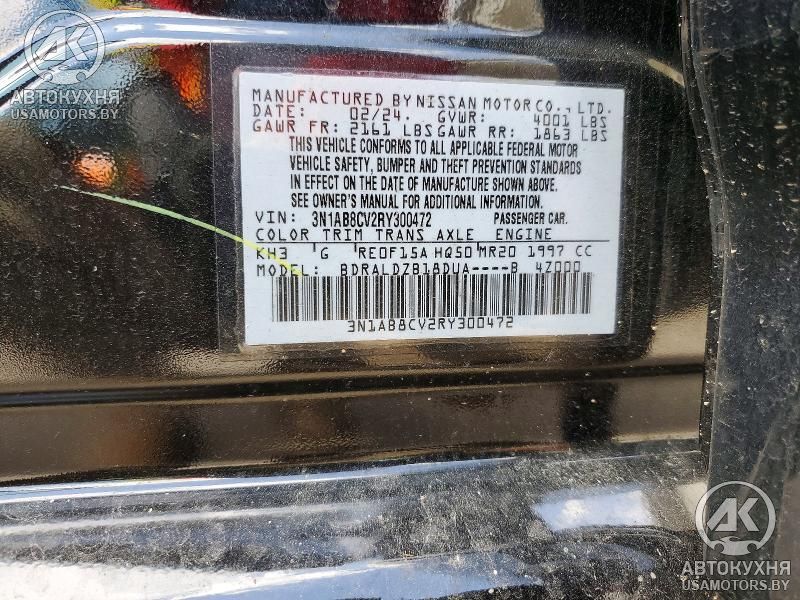 AK
АВТОКУХНЯ
USAMOTORS.BY
MANUFACTURED BY NISSAN MOTOR CO., LTD.
DATE: 02/24. GVWR: 4001 LBS
GAWR FR: 2161 LBS GAWR RR: 1863 LBS
THIS VEHICLE CONFORMS TO ALL APPLICABLE FEDERAL MOTOR
VEHICLE SAFETY, BUMPER AND THEFT PREVENTION STANDARDS
IN EFFECT ON THE DATE OF MANUFACTURE SHOWN ABOVE.
SEE OWNER'S MANUAL FOR ADDITIONAL INFORMATION.
VIN: 3N1AB8CV2RY300472 PASSENGER CAR.
COLOR TRIM TRANS AXLE ENGINE
KH3 G RE0F15A HQ50 MR20 1997 CC
MODEL: BDRALDZB18DUA----B 4Z000
3N1AB8CV2RY300472
AK
АВТОКУХНЯ
USAMOTORS.BY